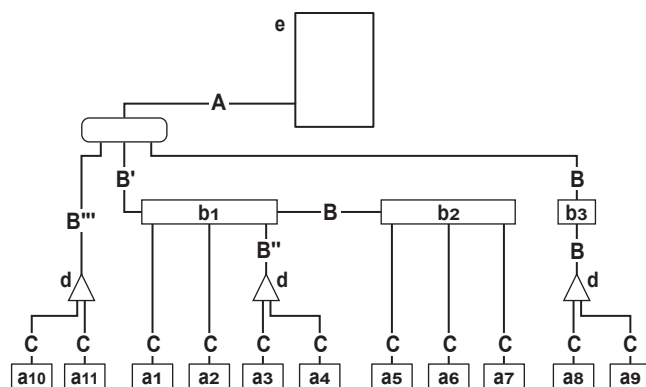 e
A
B' B
B''' b1 B b2 b3
B'' B
d d d
C C C C C C C C C C C
a10 a11 a1 a2 a3 a4 a5 a6 a7 a8 a9